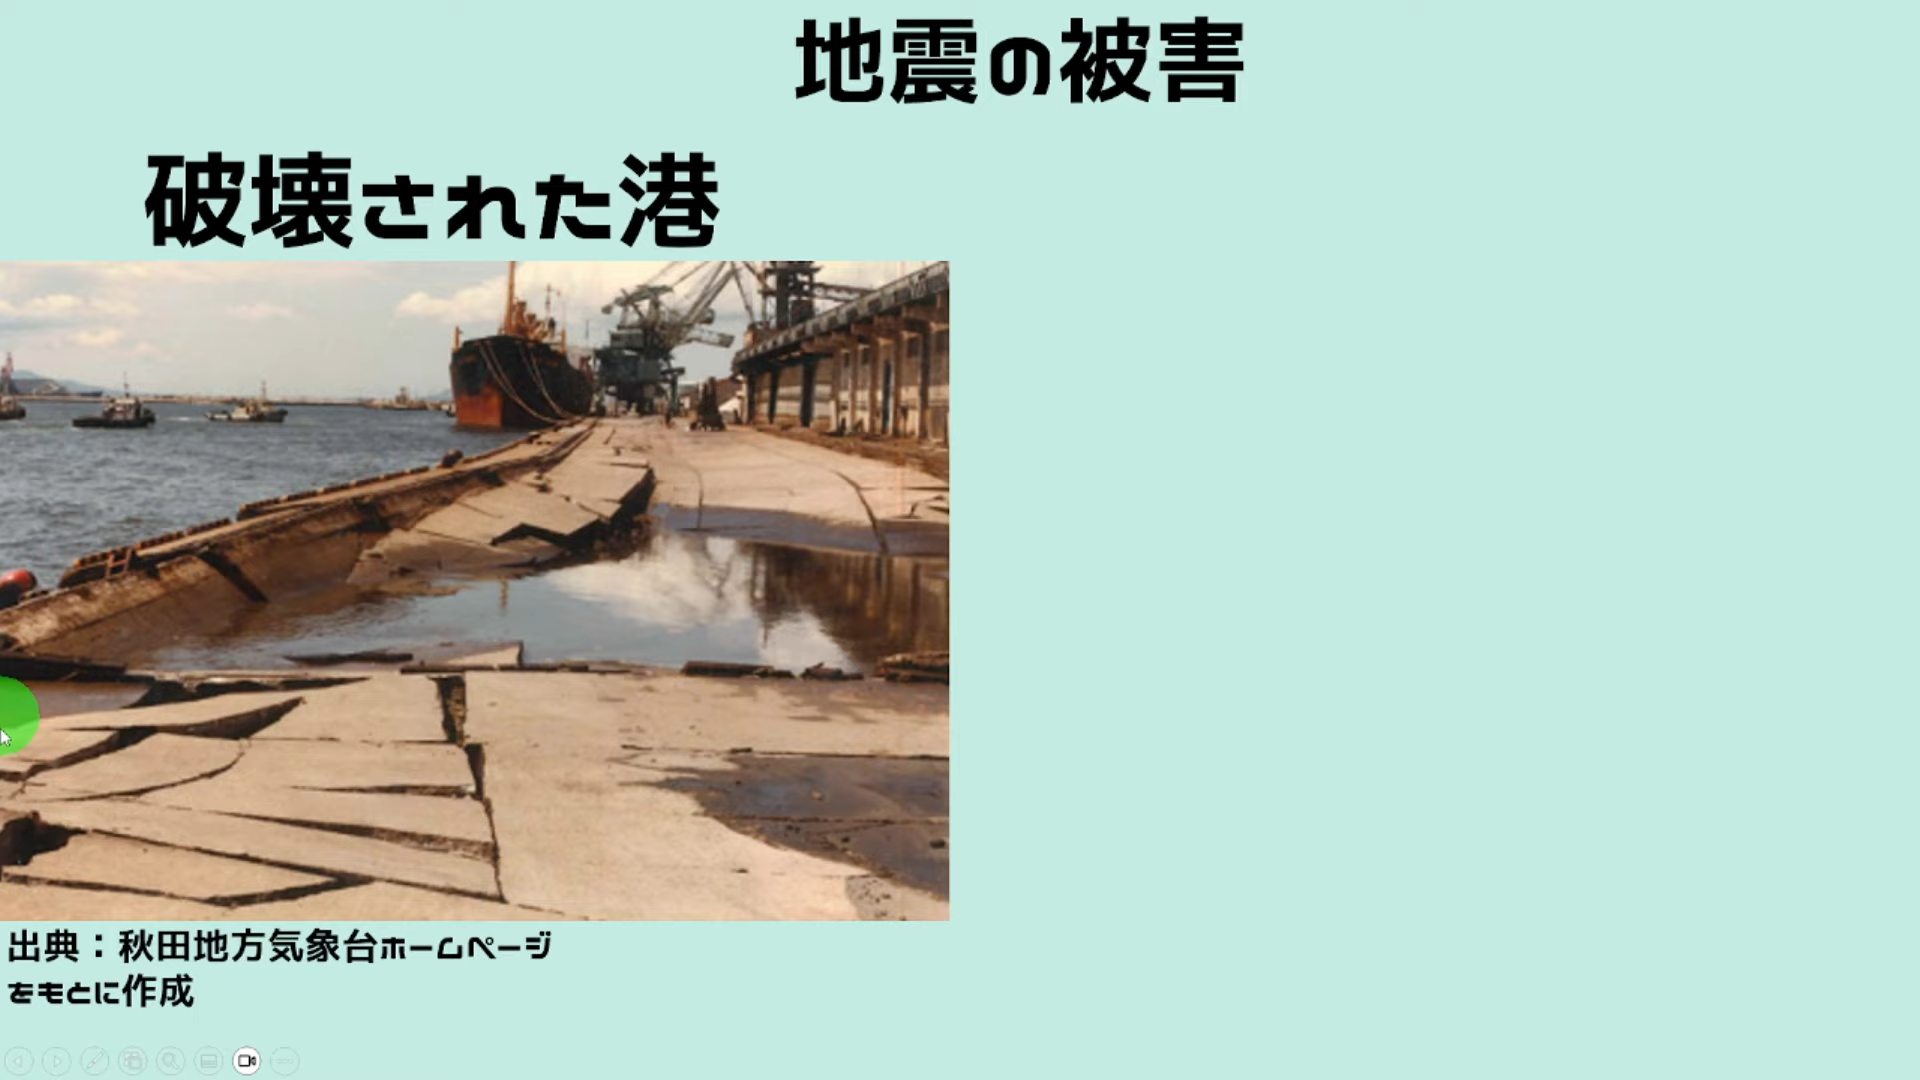 地震の被害
破壊された港
出典：秋田地方気象台ホームページ
をもとに作成